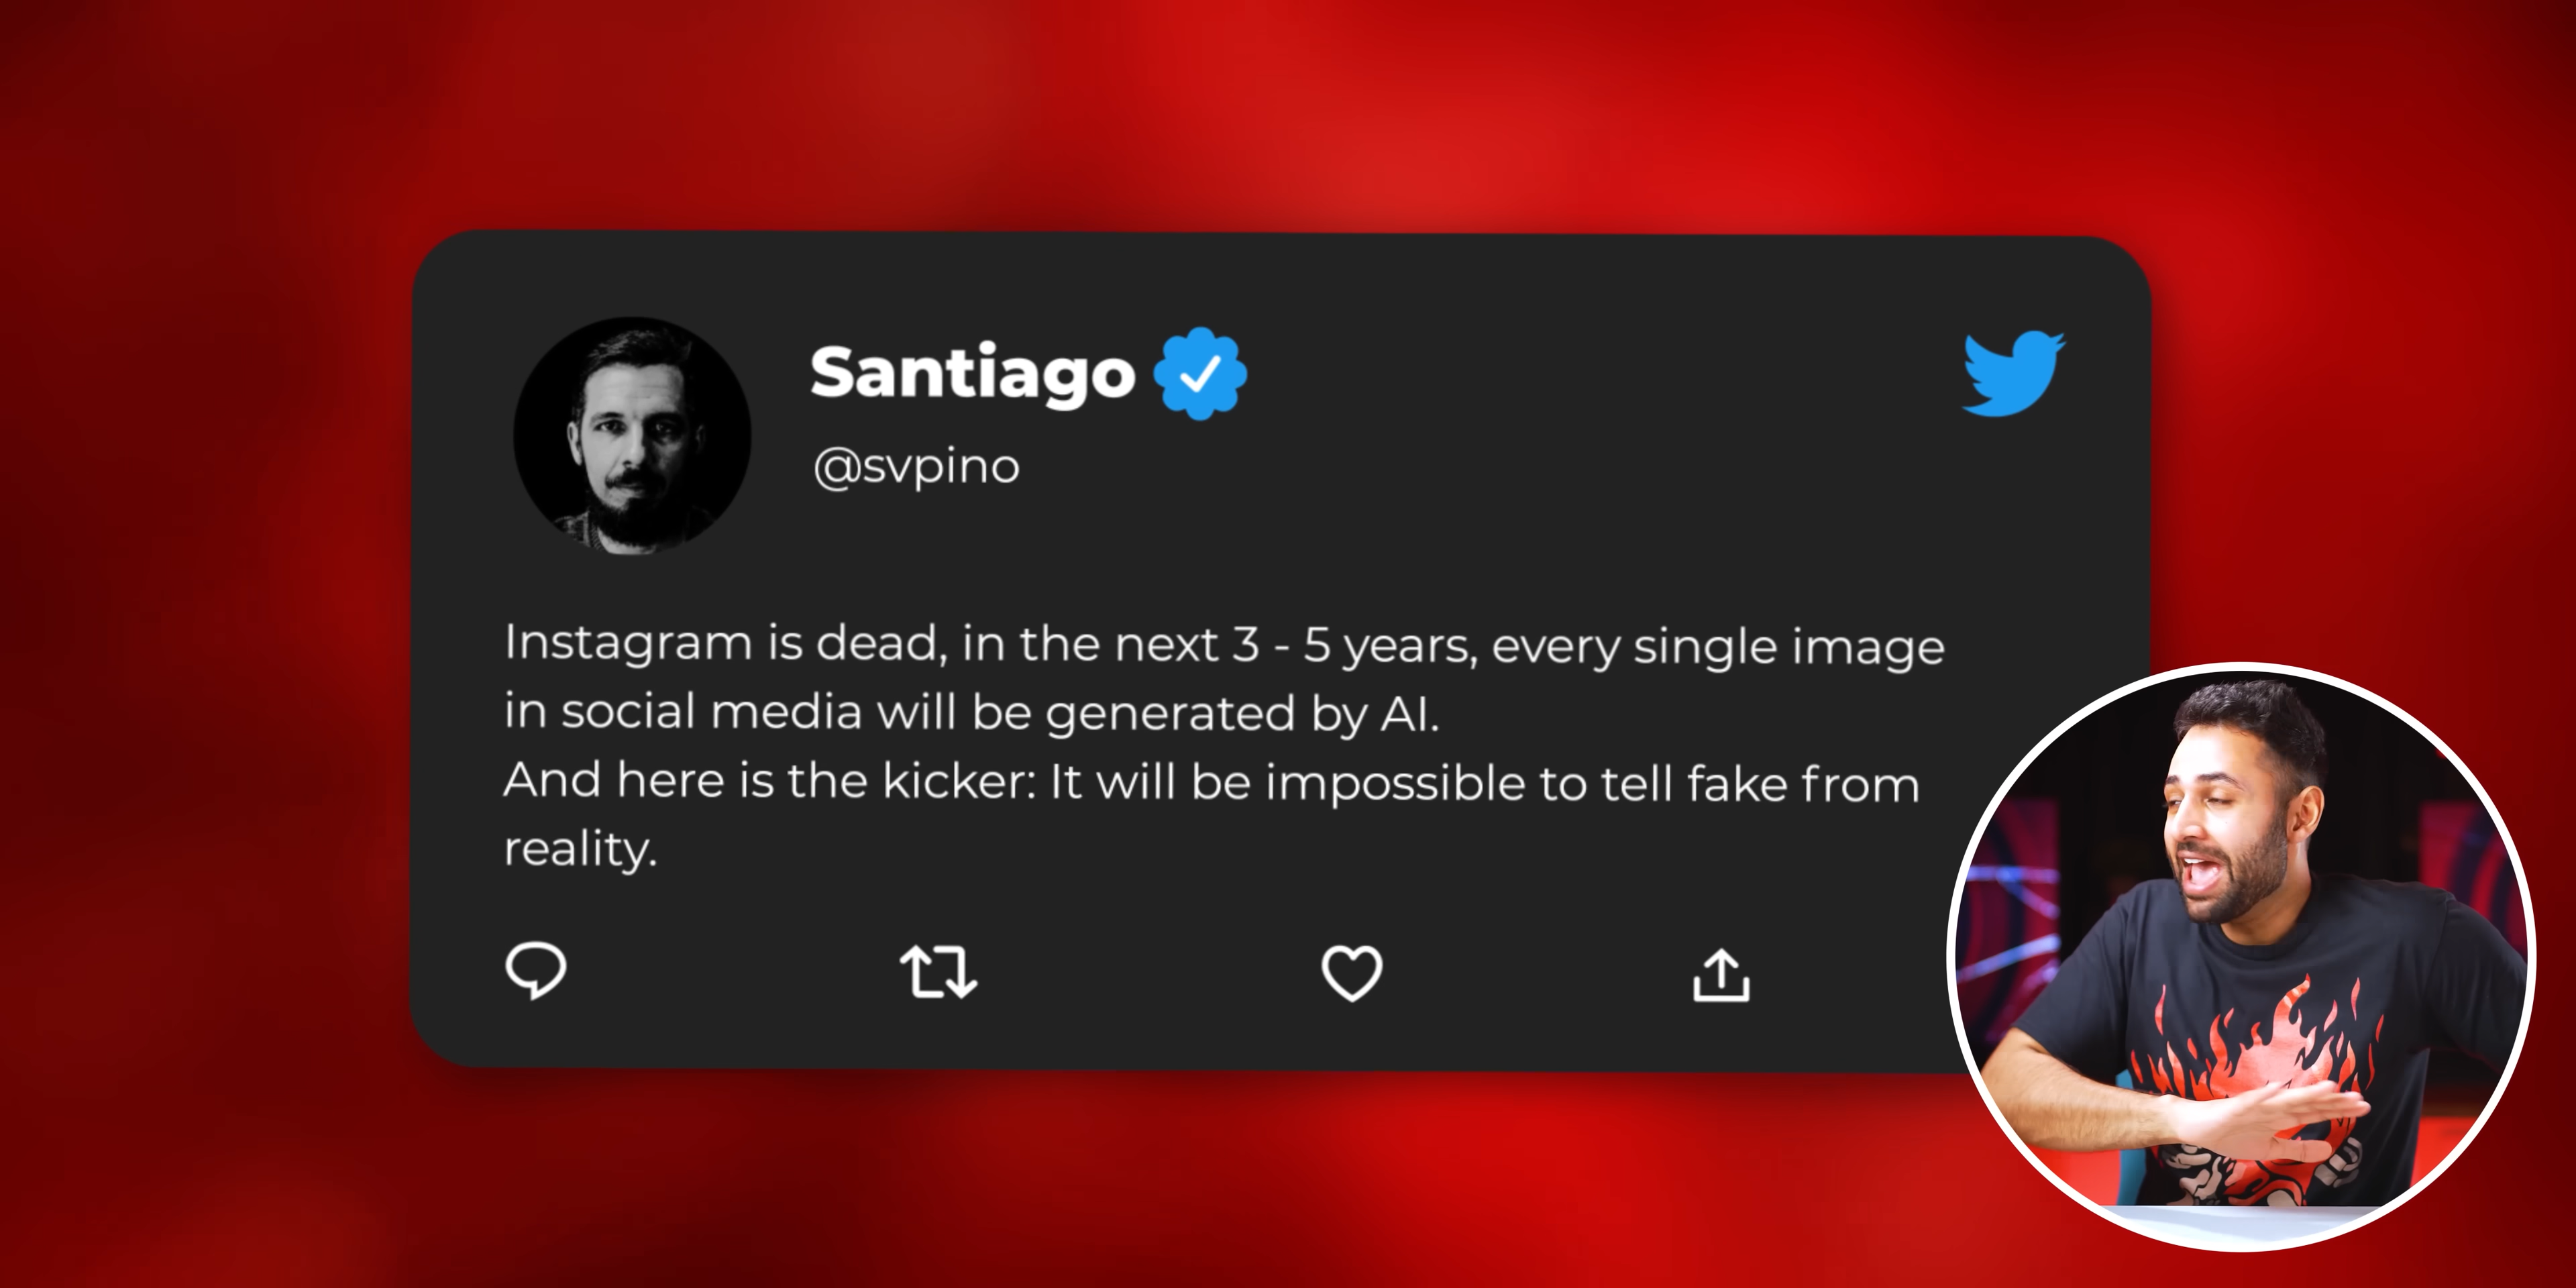 Santiago
@svpino
Instagram is dead, in the next 3 - 5 years, every single image
in social media will be generated by AI.
And here is the kicker: It will be impossible to tell fake from
reality.